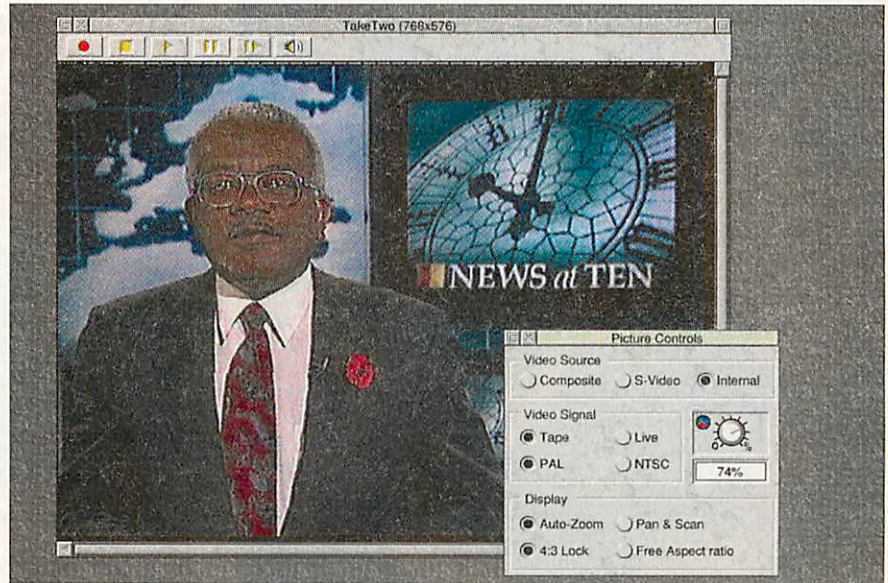 TakeTwo (768x576)
NEWS at TEN
Picture Controls
Video Source
Composite S-Video Internal
Video Signal
Tape Live
PAL NTSC
74%
Display
Auto-Zoom Pan & Scan
4:3 Lock Free Aspect ratio